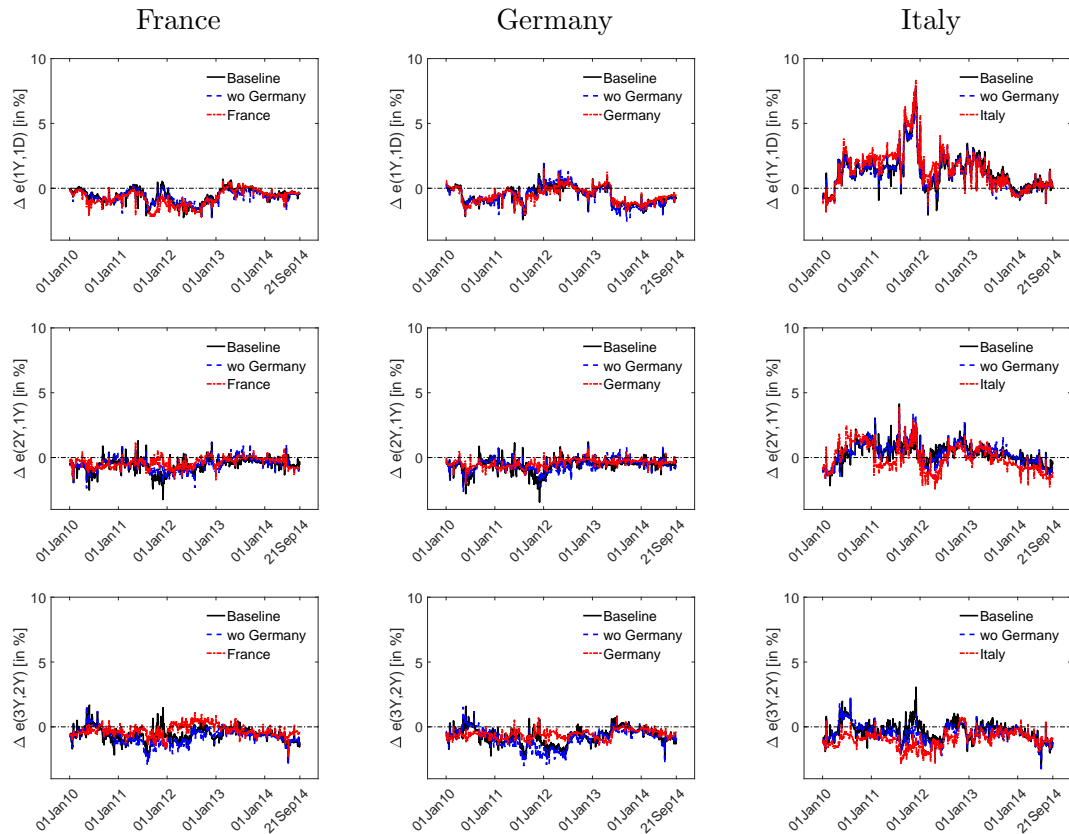 France
Germany
Italy
Δ e(1Y,1D) [in %]
10
5
0
Baseline
wo Germany
France
01Jan10
01Jan11
01Jan12
01Jan13
01Jan14
21Sep14
Δ e(1Y,1D) [in %]
10
5
0
Baseline
wo Germany
Germany
01Jan10
01Jan11
01Jan12
01Jan13
01Jan14
21Sep14
Δ e(1Y,1D) [in %]
10
5
0
Baseline
wo Germany
Italy
01Jan10
01Jan11
01Jan12
01Jan13
01Jan14
21Sep14
Δ e(2Y,1Y) [in %]
10
5
0
Baseline
wo Germany
France
01Jan10
01Jan11
01Jan12
01Jan13
01Jan14
21Sep14
Δ e(2Y,1Y) [in %]
10
5
0
Baseline
wo Germany
Germany
01Jan10
01Jan11
01Jan12
01Jan13
01Jan14
21Sep14
Δ e(2Y,1Y) [in %]
10
5
0
Baseline
wo Germany
Italy
01Jan10
01Jan11
01Jan12
01Jan13
01Jan14
21Sep14
Δ e(3Y,2Y) [in %]
10
5
0
Baseline
wo Germany
France
01Jan10
01Jan11
01Jan12
01Jan13
01Jan14
21Sep14
Δ e(3Y,2Y) [in %]
10
5
0
Baseline
wo Germany
Germany
01Jan10
01Jan11
01Jan12
01Jan13
01Jan14
21Sep14
Δ e(3Y,2Y) [in %]
10
5
0
Baseline
wo Germany
Italy
01Jan10
01Jan11
01Jan12
01Jan13
01Jan14
21Sep14